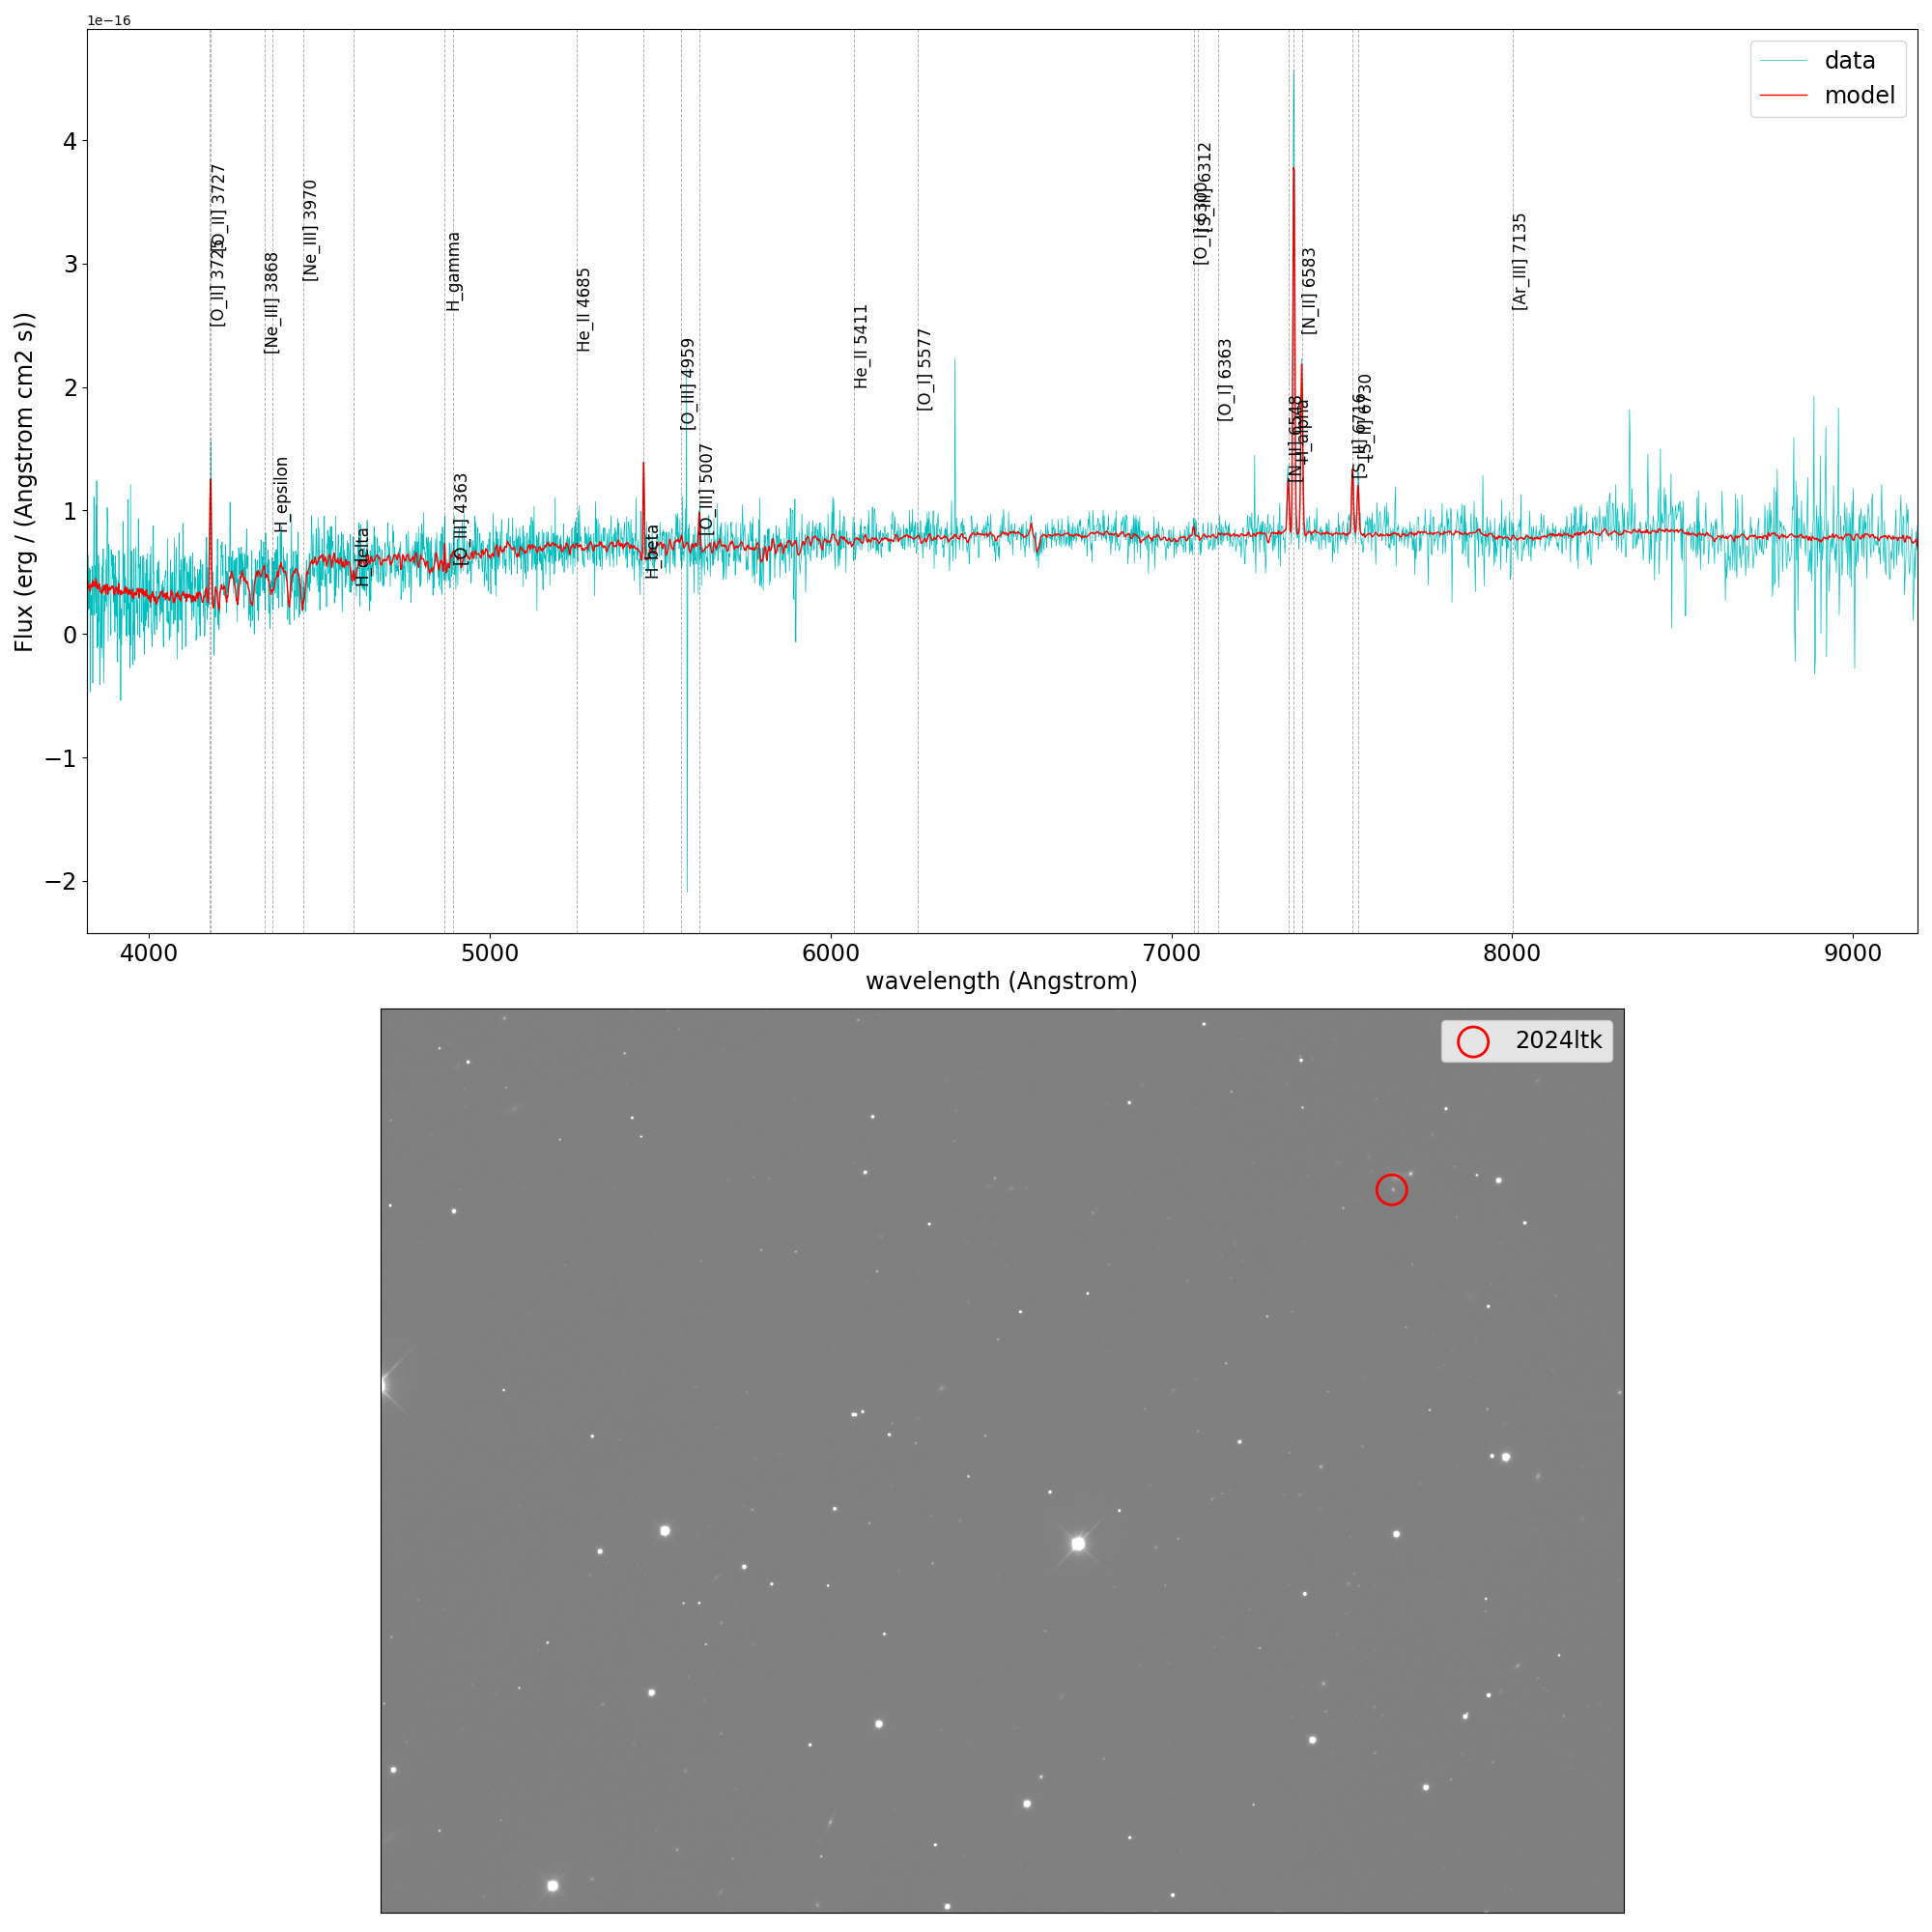 1e−16
data
model
[O_II] 3727
[O_II] 3725
[Ne_III] 3868
[Ne_III] 3970
H_epsilon
H_delta
H_gamma
[O_III] 4363
He_II 4685
H_beta
[O_III] 4959
[O_III] 5007
He_II 5411
[O_I] 5577
[O_I] 6300
[S_III] 6312
[O_I] 6363
[N_II] 6548
H_alpha
[N_II] 6583
[S_II] 6716
[S_II] 6730
[Ar_III] 7135
4
3
2
1
0
−1
−2
Flux (erg / (Angstrom cm2 s))
4000 5000 6000 7000 8000 9000
wavelength (Angstrom)
2024ltk